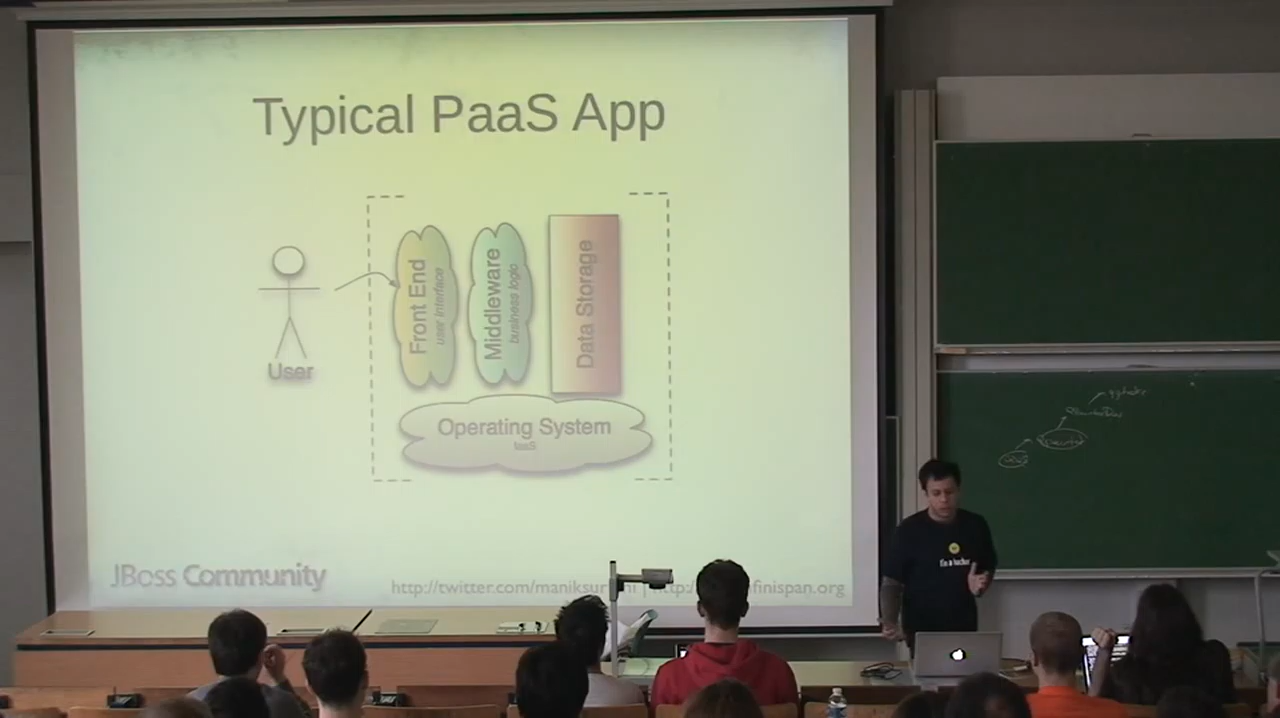 Typical PaaS App
Front End
user interface
Middleware
business logic
Data Storage
User
Operating System
IaaS
JBoss Community
http://twitter.com/maniksur | finispan.org
I'm a hacker